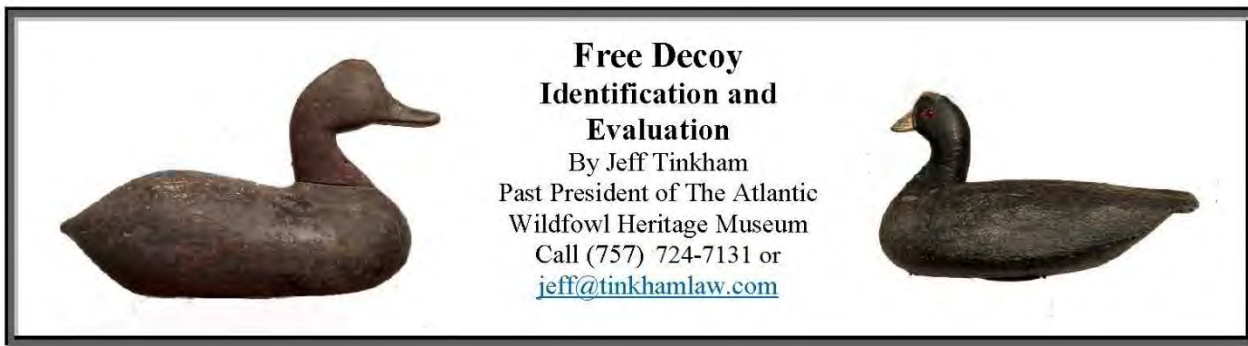 Free Decoy
Identification and
Evaluation
By Jeff Tinkham
Past President of The Atlantic
Wildfowl Heritage Museum
Call (757) 724-7131 or
jeff@tinkhamlaw.com